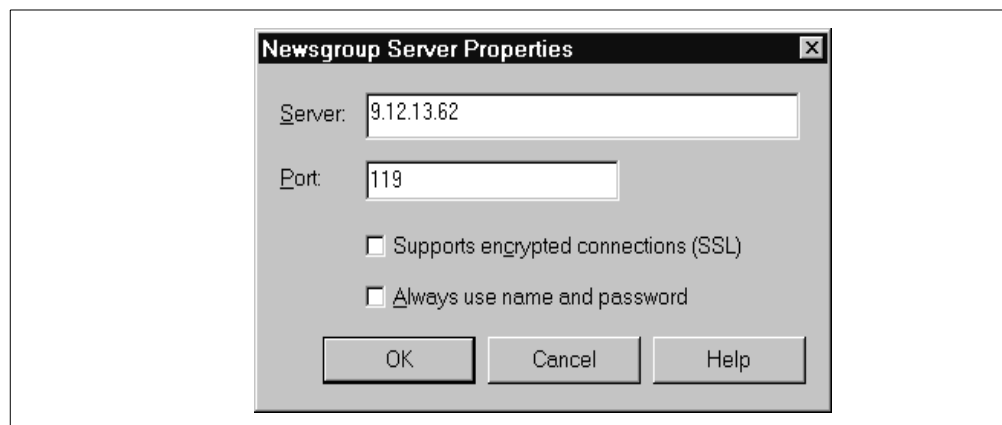 Newsgroup Server Properties
Server: 9.12.13.62
Port: 119
Supports encrypted connections (SSL)
Always use name and password
OK Cancel Help